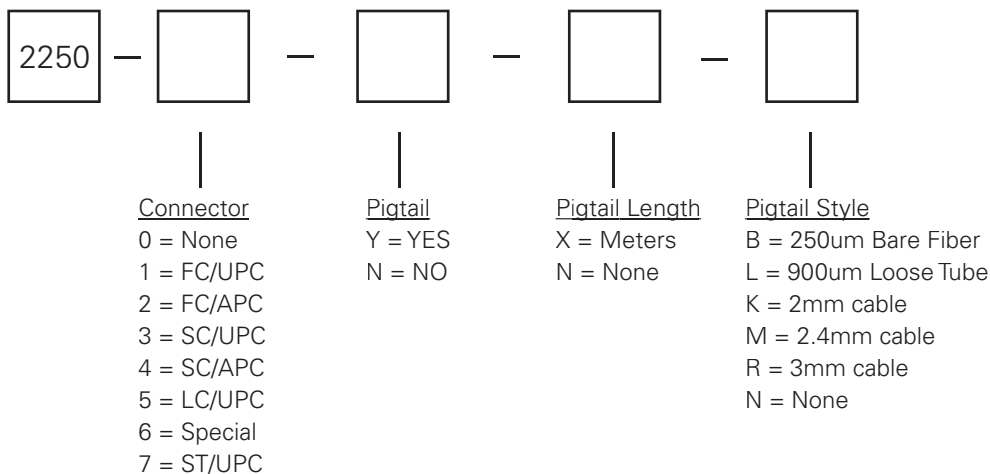 2250 – – – –
Connector
0 = None
1 = FC/UPC
2 = FC/APC
3 = SC/UPC
4 = SC/APC
5 = LC/UPC
6 = Special
7 = ST/UPC
Pigtail
Y = YES
N = NO
Pigtail Length
X = Meters
N = None
Pigtail Style
B = 250um Bare Fiber
L = 900um Loose Tube
K = 2mm cable
M = 2.4mm cable
R = 3mm cable
N = None